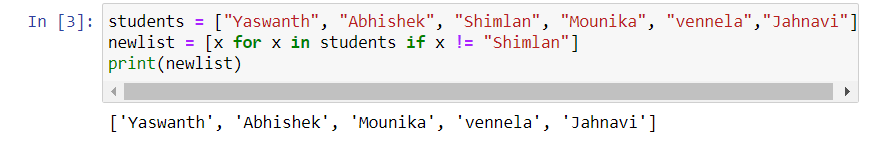 In [3]: students = ["Yaswanth", "Abhishek", "Shimlan", "Mounika", "vennela","Jahnavi"]
newlist = [x for x in students if x != "Shimlan"]
print(newlist)
['Yaswanth', 'Abhishek', 'Mounika', 'vennela', 'Jahnavi']